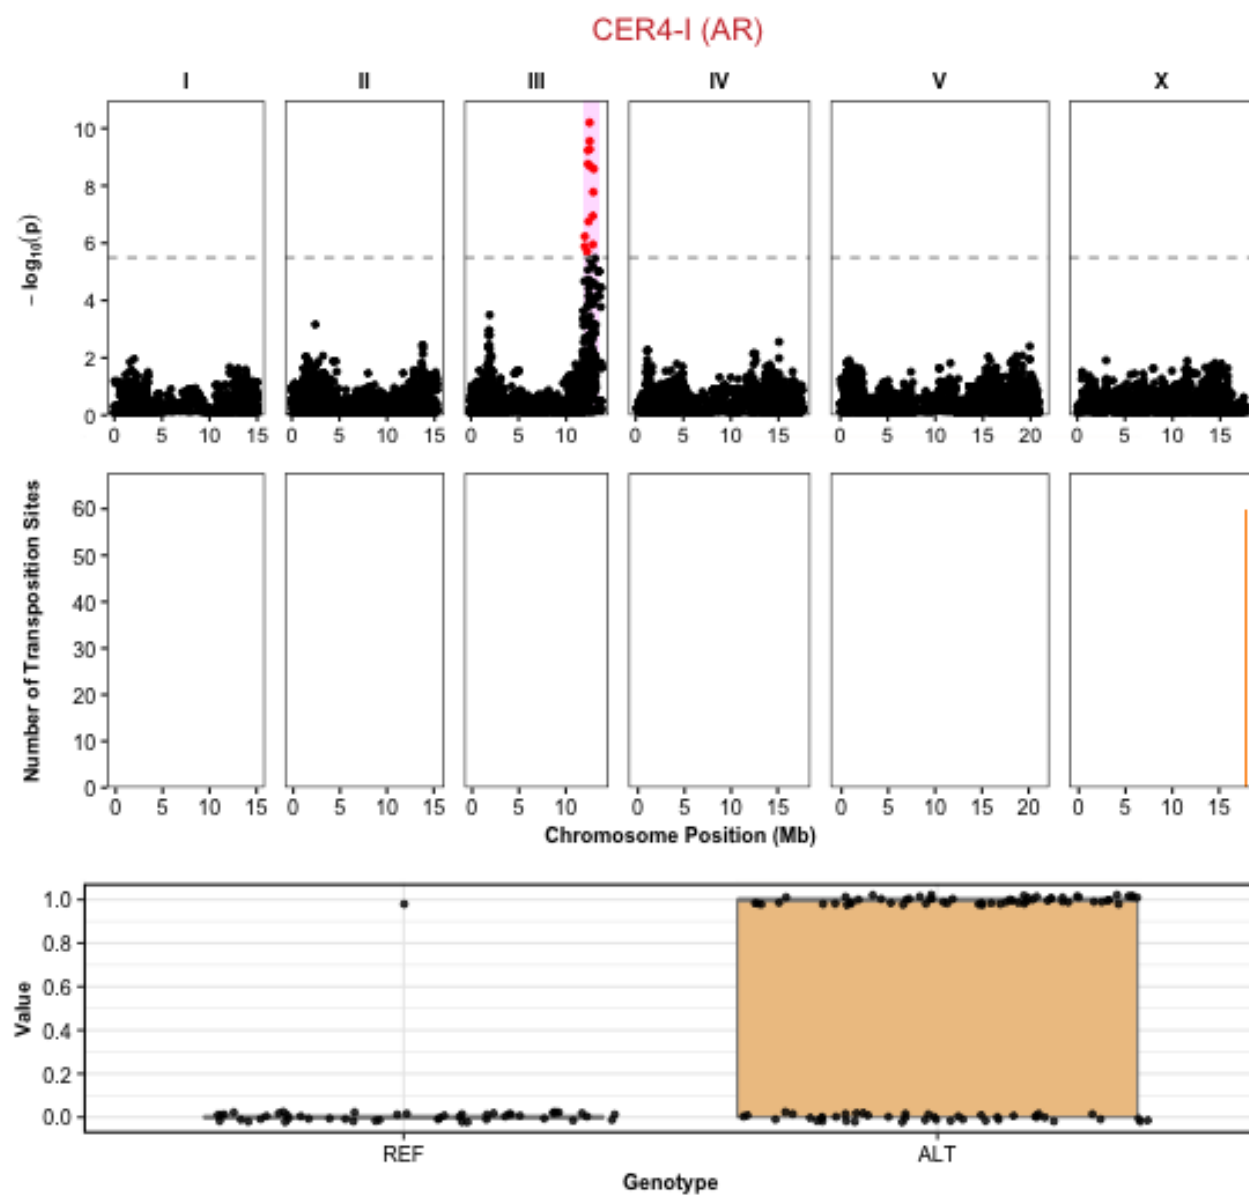 CER4-I (AR)
I II III IV V X
− log10(p)
10
8
6
4
2
0
0 5 10 15 0 5 10 15 0 5 10 0 5 10 15 0 5 10 15 20 0 5 10 15
Number of Transposition Sites
60
50
40
30
20
10
0
0 5 10 15 0 5 10 15 0 5 10 0 5 10 15 0 5 10 15 20 0 5 10 15
Chromosome Position (Mb)
Value
1.0
0.8
0.6
0.4
0.2
0.0
REF ALT
Genotype